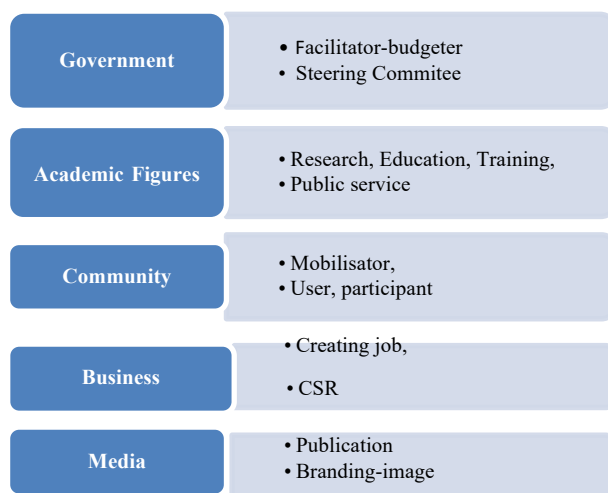 Government
• Facilitator-budgeter
• Steering Commitee
Academic Figures
• Research, Education, Training,
• Public service
Community
• Mobilisator,
• User, participant
Business
• Creating job,
• CSR
Media
• Publication
• Branding-image